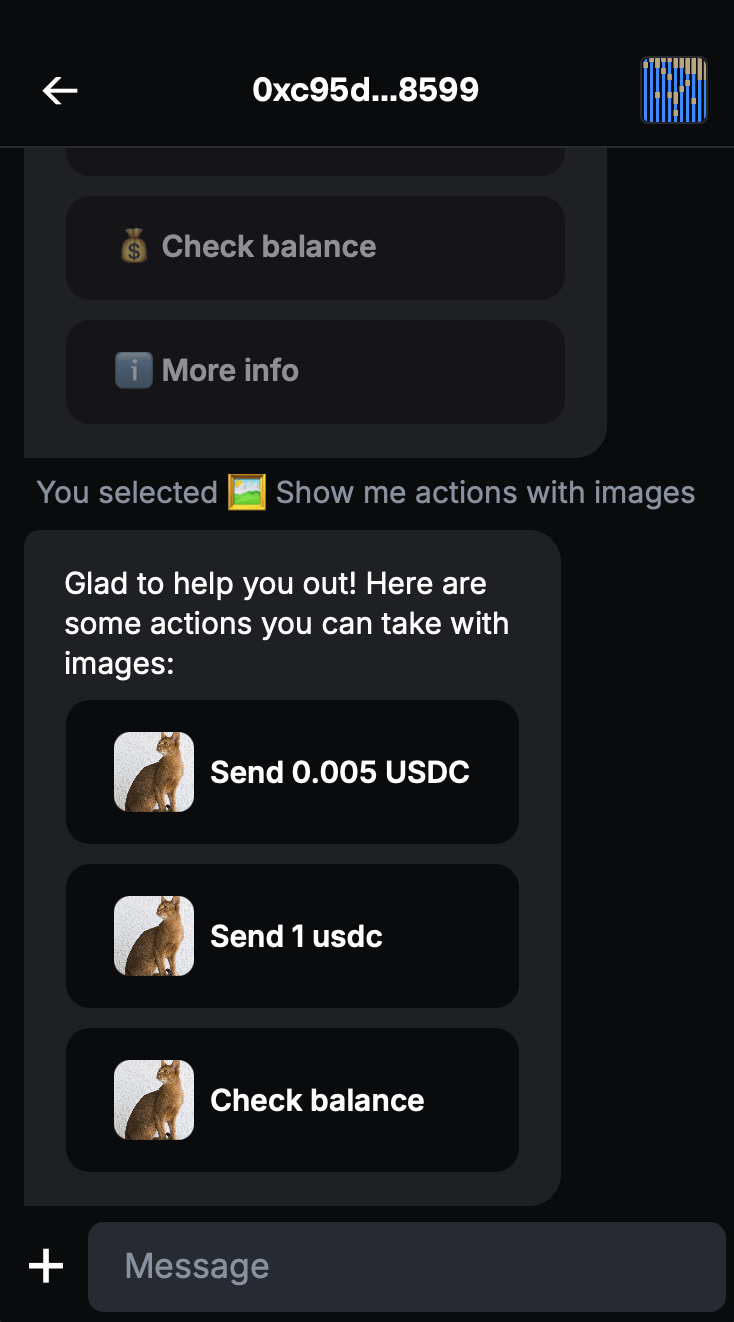 0xc95d...8599
💰 Check balance
ℹ️ More info
You selected 🖼️ Show me actions with images
Glad to help you out! Here are
some actions you can take with
images:
Send 0.005 USDC
Send 1 usdc
Check balance
Message